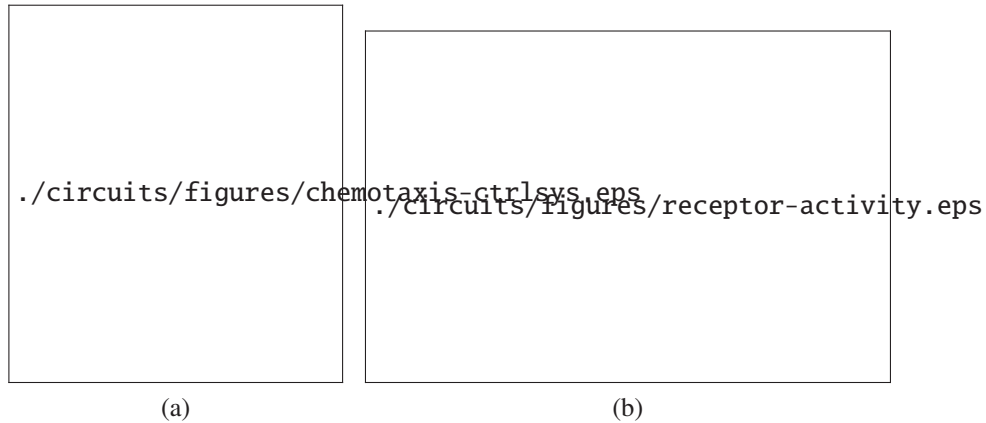 ./circuits/figures/chemotaxis-ctrlsys.eps
./circuits/figures/receptor-activity.eps
(a)
(b)